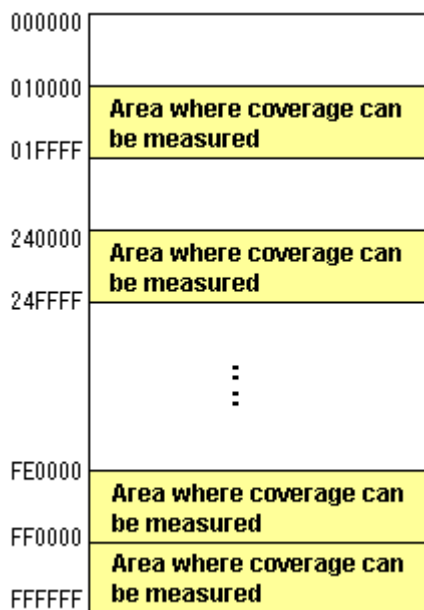 000000
010000
Area where coverage can
be measured
01FFFF
240000
Area where coverage can
be measured
24FFFF
FE0000
Area where coverage can
be measured
FF0000
Area where coverage can
be measured
FFFFFF